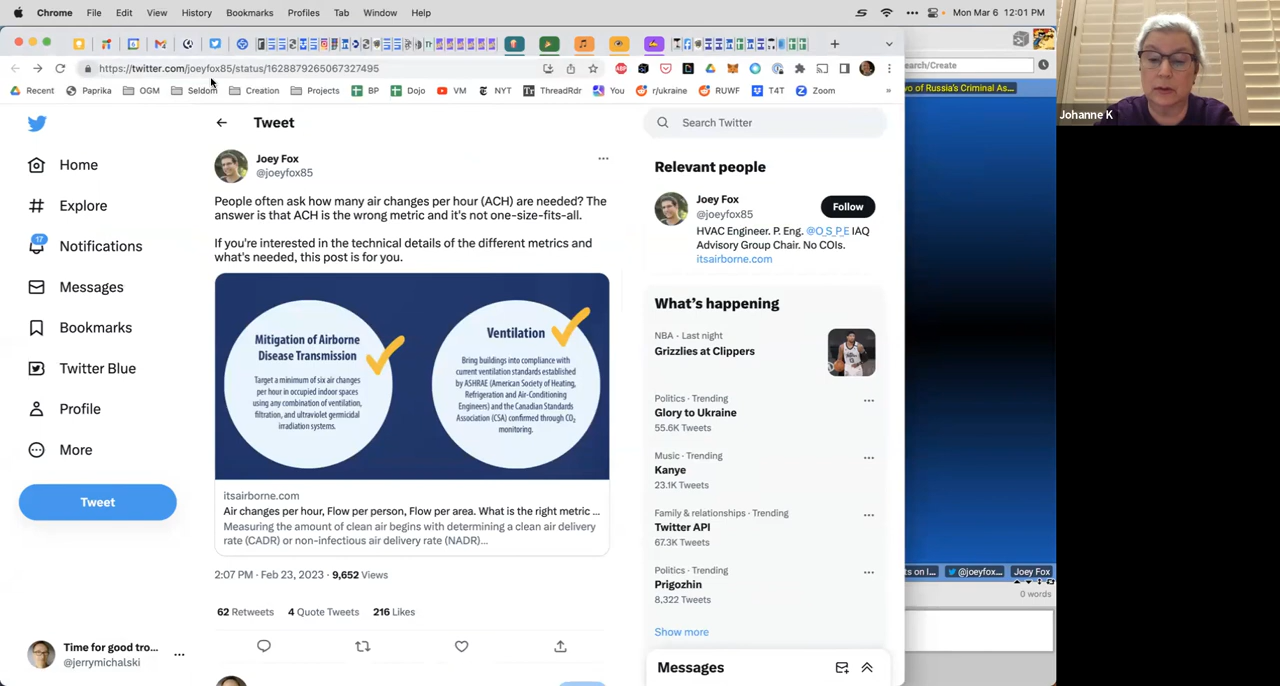 Chrome File Edit View History Bookmarks Profiles Tab Window Help Mon Mar 6 12:01 PM
https://twitter.com/joeyfox85/status/1628879265067327495
earch/Create
Recent Paprika OGM Seldom Creation Projects BP Dojo VM NYT ThreadRdr You r/ukraine RUWF T4T Zoom »
wo of Russia's Criminal As...
Johanne K
Home
Explore
17
Notifications
Messages
Bookmarks
Twitter Blue
Profile
More
Tweet
Time for good tro...
@jerrymichalski
Tweet
Joey Fox
@joeyfox85
People often ask how many air changes per hour (ACH) are needed? The
answer is that ACH is the wrong metric and it's not one-size-fits-all.
If you're interested in the technical details of the different metrics and
what's needed, this post is for you.
Mitigation of Airborne
Disease Transmission
Target a minimum of six air changes
per hour in occupied indoor spaces
using any combination of ventilation,
filtration, and ultraviolet germicidal
irradiation systems.
Ventilation
Bring buildings into compliance with
current ventilation standards established
by ASHRAE (American Society of Heating,
Refrigeration and Air-Conditioning
Engineers) and the Canadian Standards
Association (CSA) confirmed through CO2
monitoring.
itsairborne.com
Air changes per hour, Flow per person, Flow per area. What is the right metric ...
Measuring the amount of clean air begins with determining a clean air delivery
rate (CADR) or non-infectious air delivery rate (NADR)...
2:07 PM · Feb 23, 2023 · 9,652 Views
62 Retweets 4 Quote Tweets 216 Likes
Search Twitter
Relevant people
Joey Fox
@joeyfox85
Follow
HVAC Engineer. P. Eng. @O_S_P_E IAQ
Advisory Group Chair. No COIs.
itsairborne.com
What's happening
NBA · Last night
Grizzlies at Clippers
Politics · Trending
Glory to Ukraine
55.6K Tweets
Music · Trending
Kanye
23.1K Tweets
Family & relationships · Trending
Twitter API
67.3K Tweets
Politics · Trending
Prigozhin
8,322 Tweets
Show more
Messages
ts on I... @joeyfox... Joey Fox
0 words